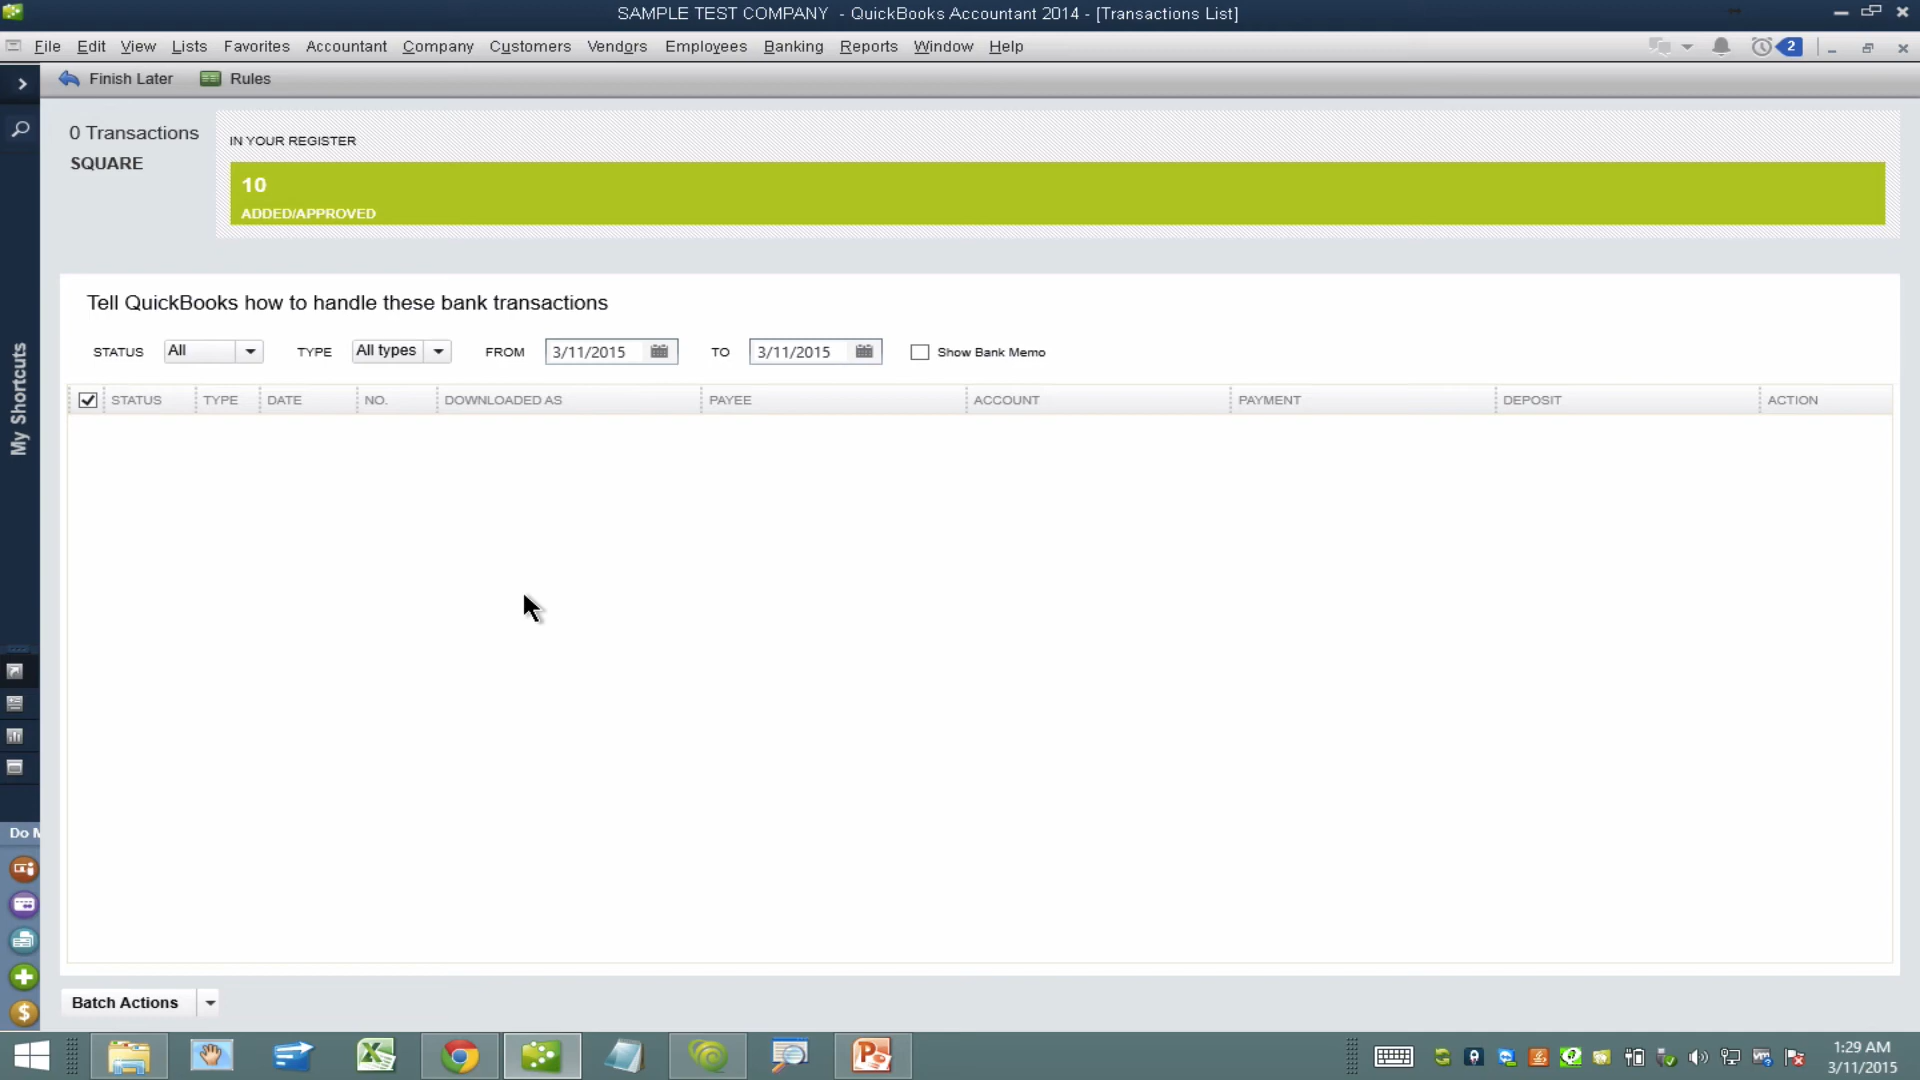 SAMPLE TEST COMPANY - QuickBooks Accountant 2014 - [Transactions List]
File Edit View Lists Favorites Accountant Company Customers Vendors Employees Banking Reports Window Help 2
Finish Later Rules
0 Transactions
SQUARE
IN YOUR REGISTER
10
ADDED/APPROVED
Tell QuickBooks how to handle these bank transactions
STATUS All TYPE All types FROM 3/11/2015 TO 3/11/2015 Show Bank Memo
STATUS TYPE DATE NO. DOWNLOADED AS PAYEE ACCOUNT PAYMENT DEPOSIT ACTION
My Shortcuts
Do M
Batch Actions
1:29 AM
3/11/2015